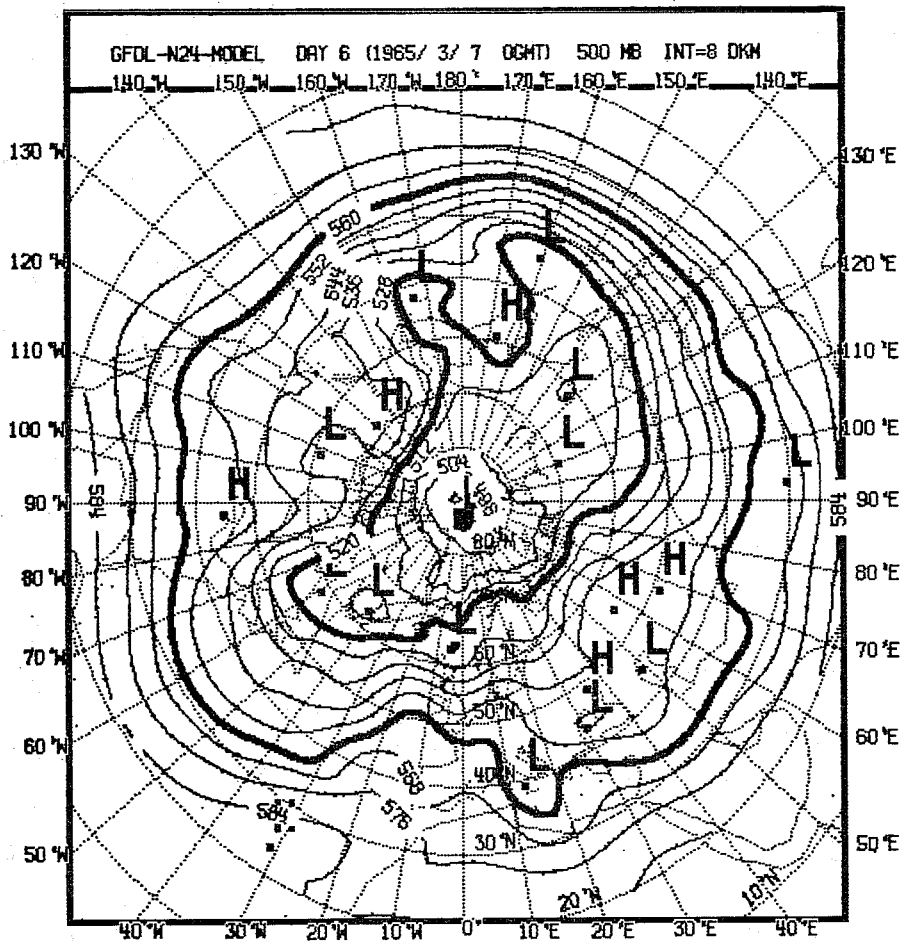 GFDL-N24-MODEL DAY 6 (1965/ 3/ 7 0GMT) 500 MB INT=8 DKM
140 °W 150 °W 160 °W 170 °W 180 ° 170 °E 160 °E 150 °E 140 °E
130 °W 130 °E
560
L
120 °W 552 544 536 528 L 120 °E
H
110 °W 110 °E
L
H
100 °W L L 100 °E
L
512 504
H
584 90 °W L 584 90 °E
80 °N
520
80 °W L L H H 80 °E
L
70 °W 60 °N H L 70 °E
L
50 °N
60 °W L 60 °E
568 40 °N
576
584
50 °W 30 °N 50 °E
20 °N 10 °N
40 °W 30 °W 20 °W 10 °W 0 ° 10 °E 20 °E 30 °E 40 °E